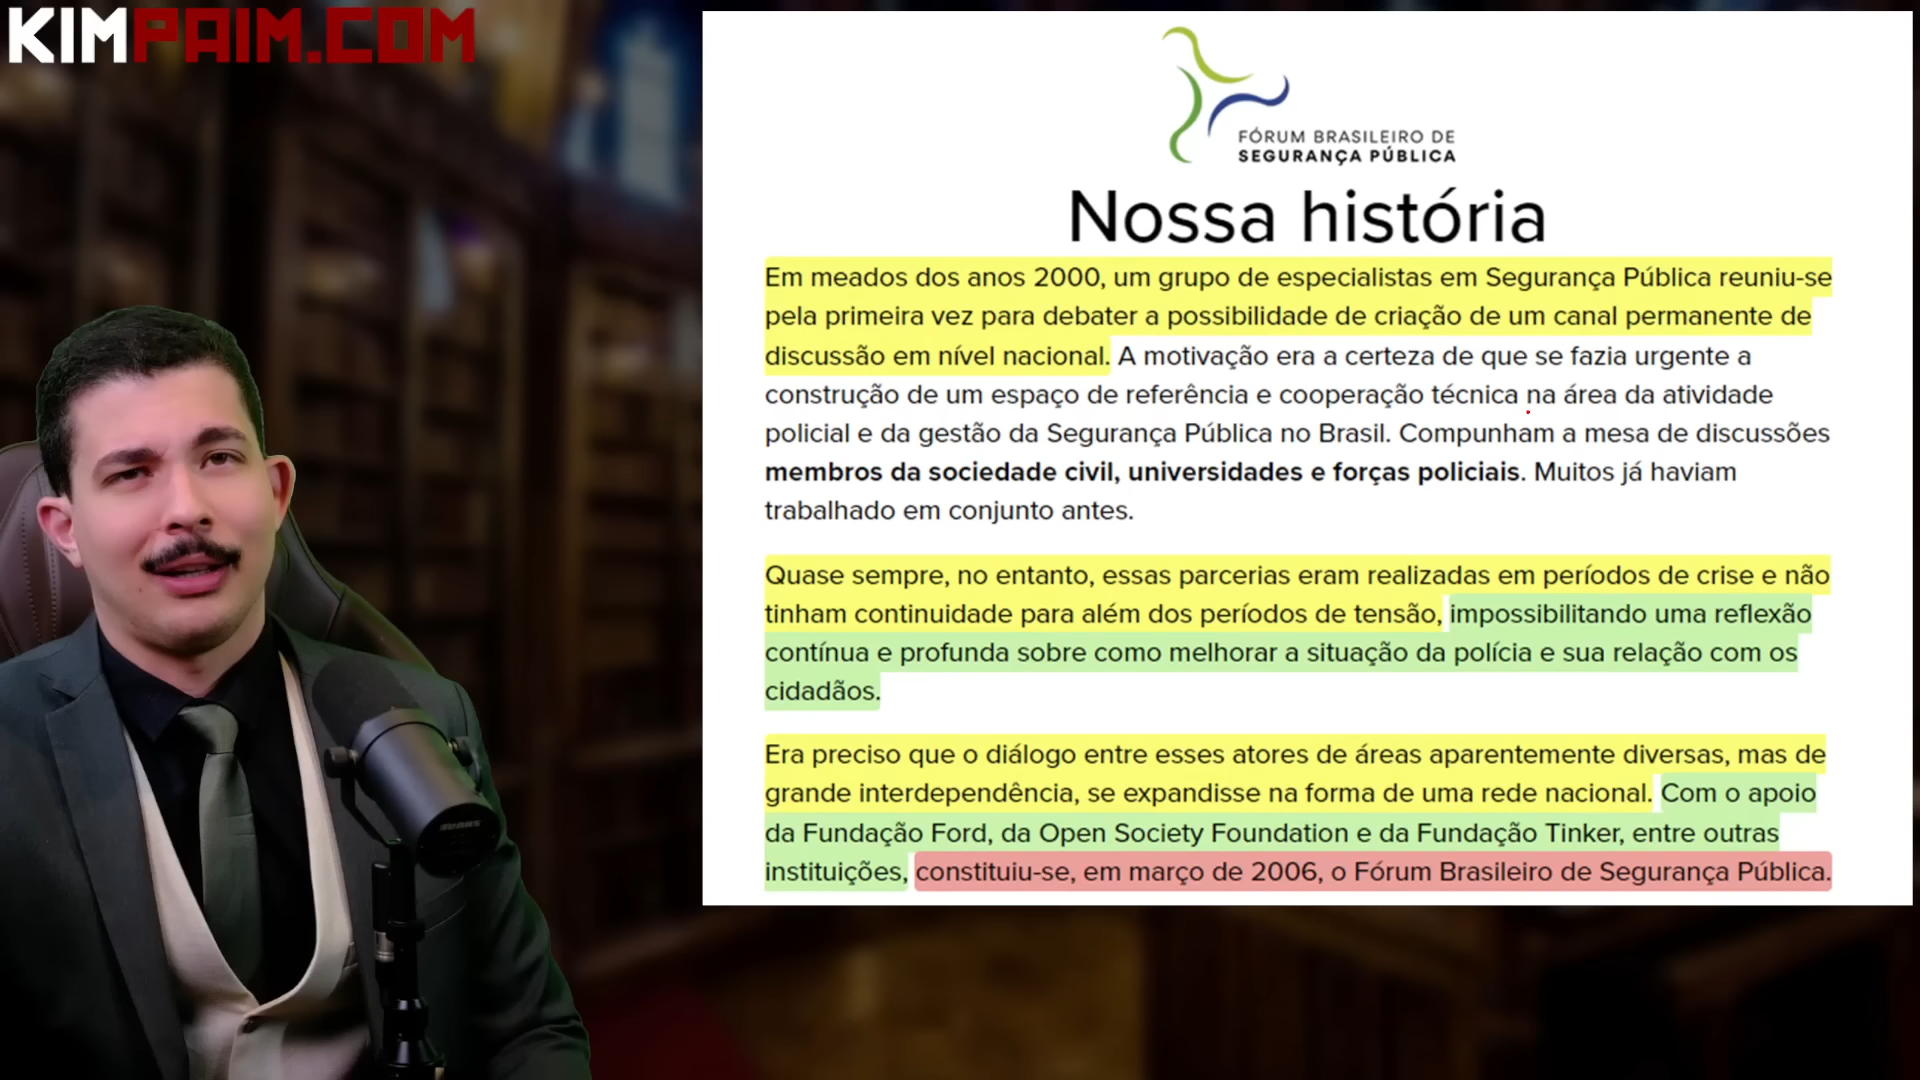 KIMPAIM.COM
FÓRUM BRASILEIRO DE
SEGURANÇA PÚBLICA
Nossa história
Em meados dos anos 2000, um grupo de especialistas em Segurança Pública reuniu-se
pela primeira vez para debater a possibilidade de criação de um canal permanente de
discussão em nível nacional. A motivação era a certeza de que se fazia urgente a
construção de um espaço de referência e cooperação técnica na área da atividade
policial e da gestão da Segurança Pública no Brasil. Compunham a mesa de discussões
membros da sociedade civil, universidades e forças policiais. Muitos já haviam
trabalhado em conjunto antes.
Quase sempre, no entanto, essas parcerias eram realizadas em períodos de crise e não
tinham continuidade para além dos períodos de tensão, impossibilitando uma reflexão
contínua e profunda sobre como melhorar a situação da polícia e sua relação com os
cidadãos.
Era preciso que o diálogo entre esses atores de áreas aparentemente diversas, mas de
grande interdependência, se expandisse na forma de uma rede nacional. Com o apoio
da Fundação Ford, da Open Society Foundation e da Fundação Tinker, entre outras
instituições, constituiu-se, em março de 2006, o Fórum Brasileiro de Segurança Pública.